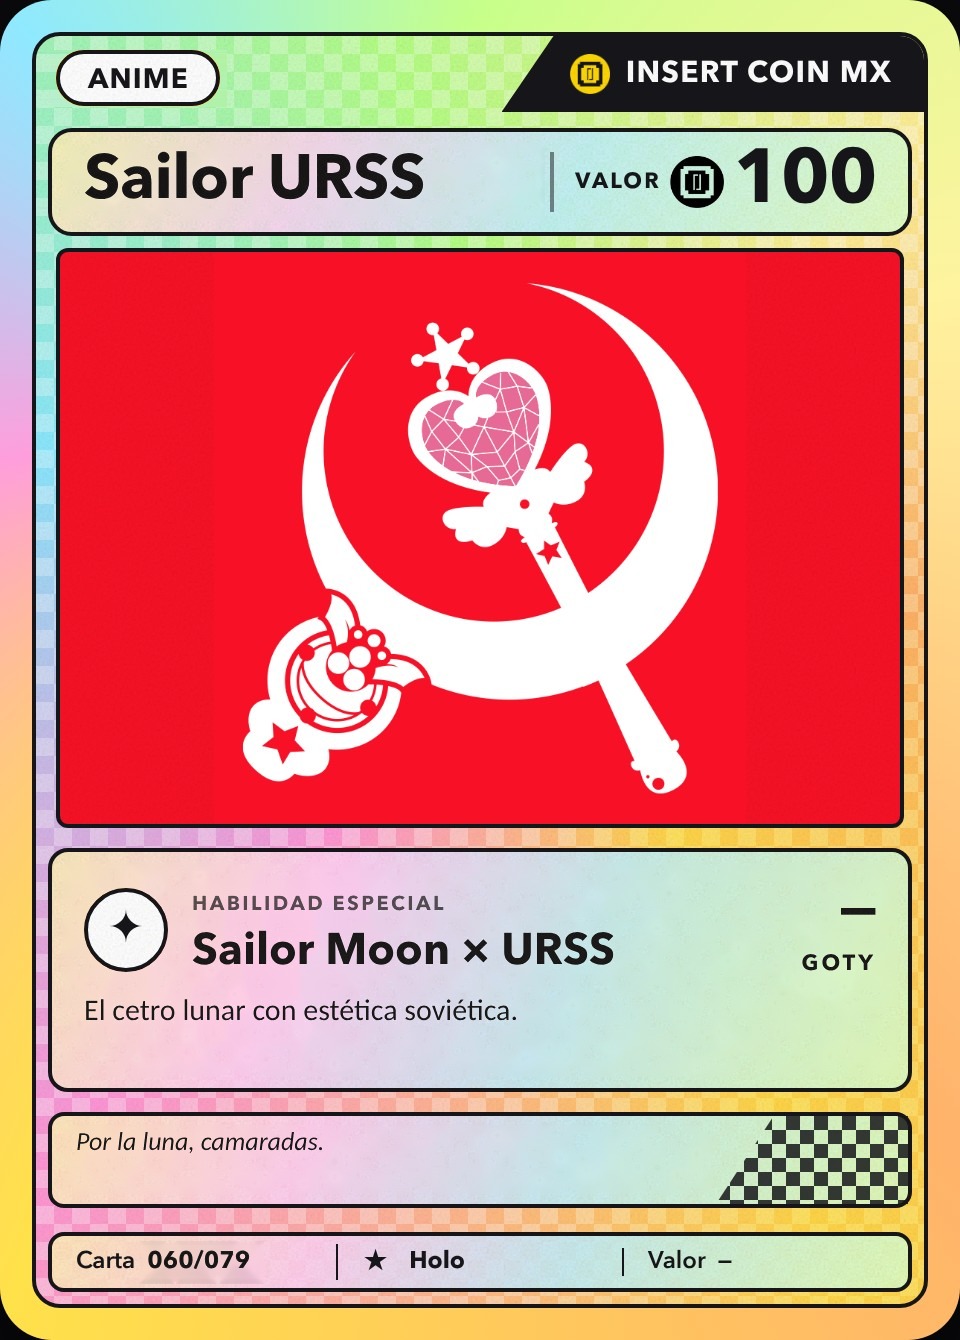 ANIME
INSERT COIN MX
Sailor URSS
VALOR 100
HABILIDAD ESPECIAL
Sailor Moon × URSS
–
GOTY
El cetro lunar con estética soviética.
Por la luna, camaradas.
Carta 060/079
★ Holo
Valor –